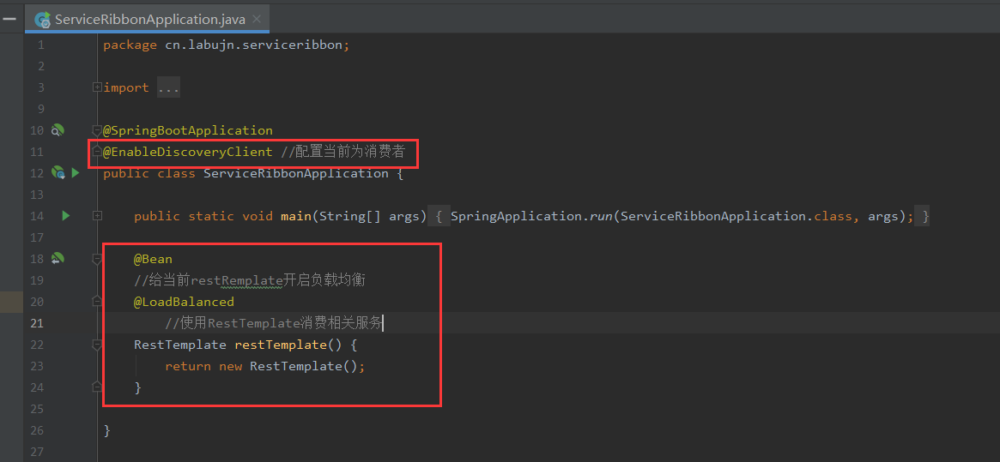 ServiceRibbonApplication.java
1 package cn.labujn.serviceribbon;
2
3 import ...
9
10 @SpringBootApplication
11 @EnableDiscoveryClient //配置当前为消费者
12 public class ServiceRibbonApplication {
13
14 public static void main(String[] args) { SpringApplication.run(ServiceRibbonApplication.class, args); }
17
18 @Bean
19 //给当前restRemplate开启负载均衡
20 @LoadBalanced
21 //使用RestTemplate消费相关服务
22 RestTemplate restTemplate() {
23 return new RestTemplate();
24 }
25
26 }
27